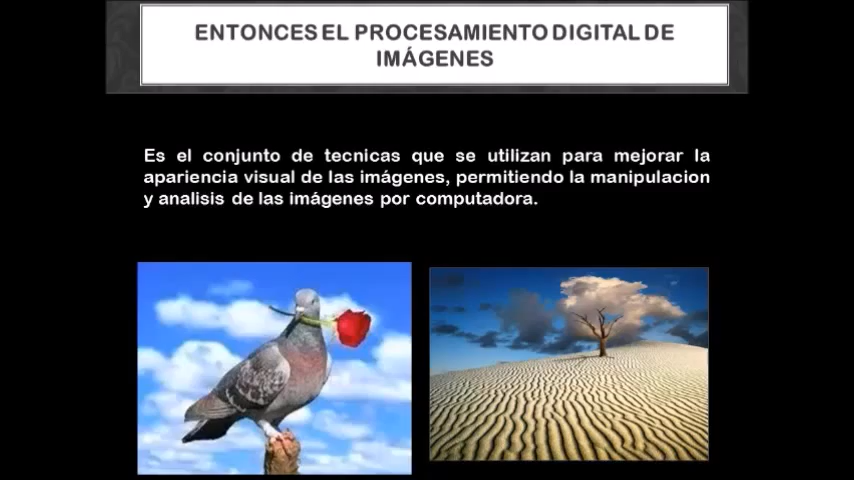 ENTONCES EL PROCESAMIENTO DIGITAL DE
IMÁGENES
Es el conjunto de tecnicas que se utilizan para mejorar la
apariencia visual de las imágenes, permitiendo la manipulacion
y analisis de las imágenes por computadora.